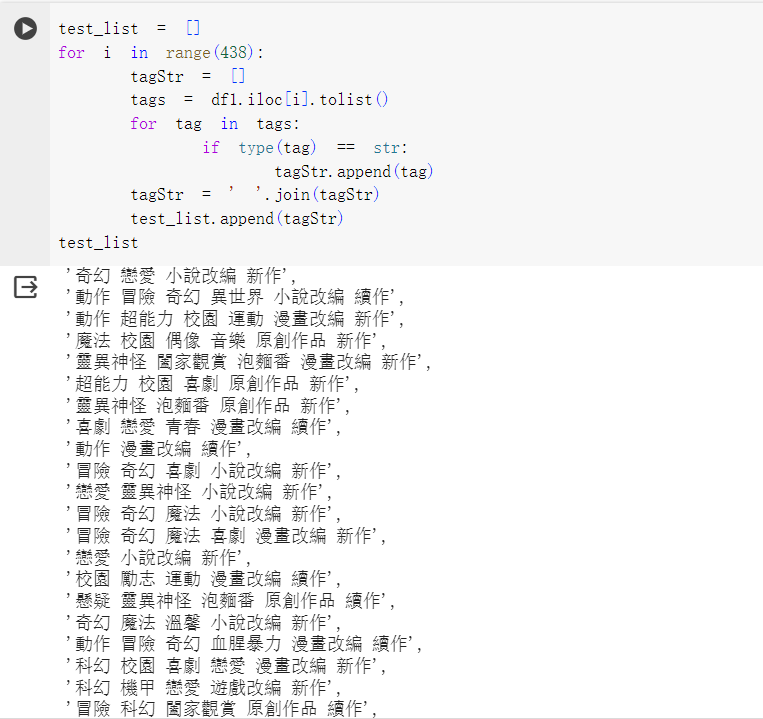 test_list = []
for i in range(438):
tagStr = []
tags = df1.iloc[i].tolist()
for tag in tags:
if type(tag) == str:
tagStr.append(tag)
tagStr = ' '.join(tagStr)
test_list.append(tagStr)
test_list
'奇幻 戀愛 小說改編 新作',
'動作 冒險 奇幻 異世界 小說改編 續作',
'動作 超能力 校園 運動 漫畫改編 新作',
'魔法 校園 偶像 音樂 原創作品 新作',
'靈異神怪 闔家觀賞 泡麵番 漫畫改編 新作',
'超能力 校園 喜劇 原創作品 新作',
'靈異神怪 泡麵番 原創作品 新作',
'喜劇 戀愛 青春 漫畫改編 續作',
'動作 漫畫改編 續作',
'冒險 奇幻 喜劇 小說改編 新作',
'戀愛 靈異神怪 小說改編 新作',
'冒險 奇幻 魔法 小說改編 新作',
'冒險 奇幻 魔法 喜劇 漫畫改編 新作',
'戀愛 小說改編 新作',
'校園 勵志 運動 漫畫改編 續作',
'懸疑 靈異神怪 泡麵番 原創作品 續作',
'奇幻 魔法 溫馨 小說改編 新作',
'動作 冒險 奇幻 血腥暴力 漫畫改編 續作',
'科幻 校園 喜劇 戀愛 漫畫改編 新作',
'科幻 機甲 戀愛 遊戲改編 新作',
'冒險 科幻 闔家觀賞 原創作品 續作',